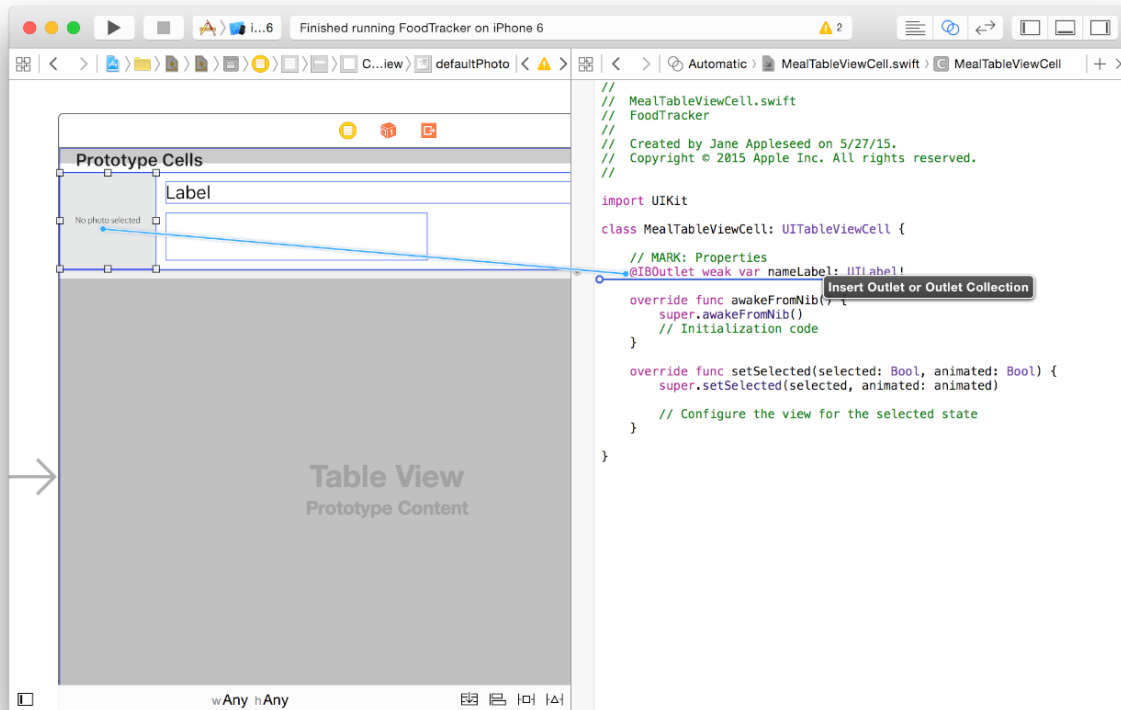 i...6
Finished running FoodTracker on iPhone 6
2
C...iew
defaultPhoto
Automatic
MealTableViewCell.swift
C
MealTableViewCell
Prototype Cells
No photo selected
Label
Table View
Prototype Content
wAny hAny
//
//  MealTableViewCell.swift
//  FoodTracker
//
//  Created by Jane Appleseed on 5/27/15.
//  Copyright © 2015 Apple Inc. All rights reserved.
//
import UIKit
class MealTableViewCell: UITableViewCell {
// MARK: Properties
@IBOutlet weak var nameLabel: UILabel!
Insert Outlet or Outlet Collection
override func awakeFromNib() {
super.awakeFromNib()
// Initialization code
}
override func setSelected(selected: Bool, animated: Bool) {
super.setSelected(selected, animated: animated)
// Configure the view for the selected state
}
}